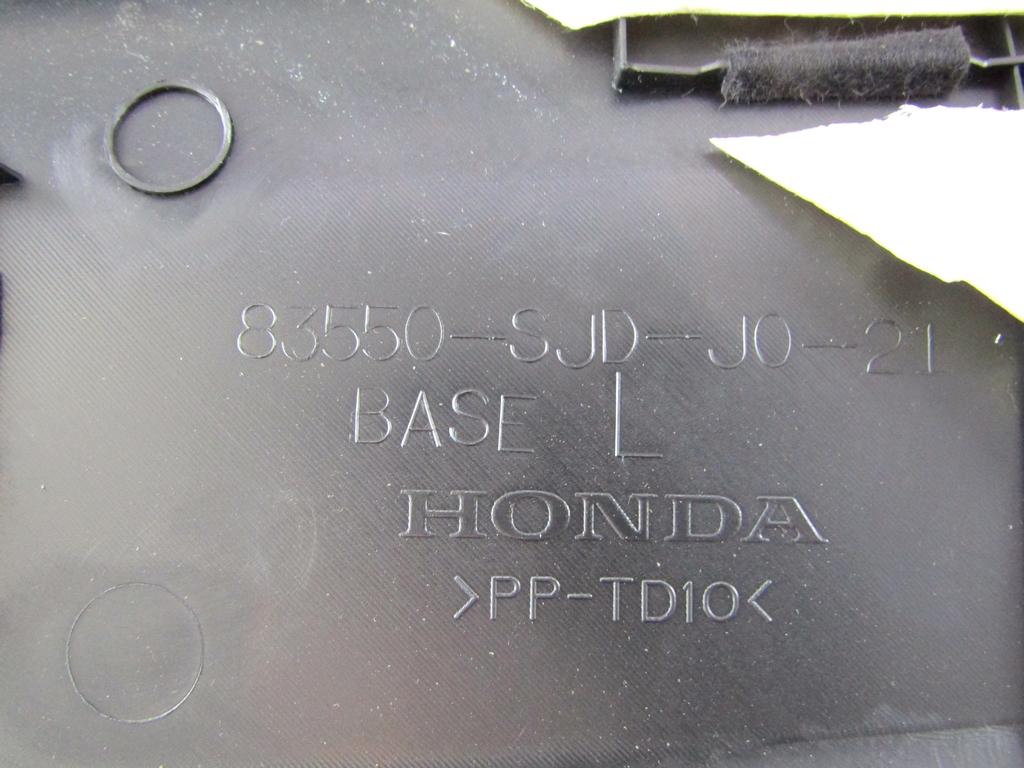 83550-SJD-J0-21
BASE L
HONDA
>PP-TD10<